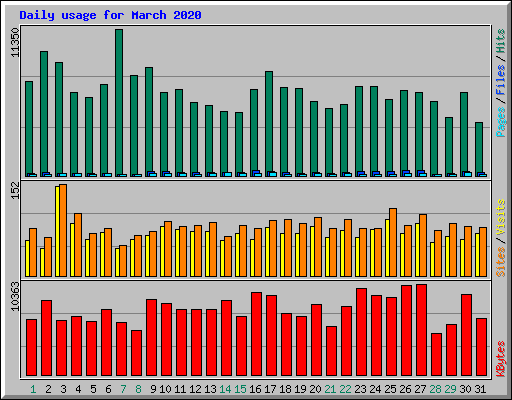 Daily usage for March 2020
11350
Pages / Files / Hits
152
Sites / Visits
10363
KBytes
1 2 3 4 5 6 7 8 9 10 11 12 13 14 15 16 17 18 19 20 21 22 23 24 25 26 27 28 29 30 31